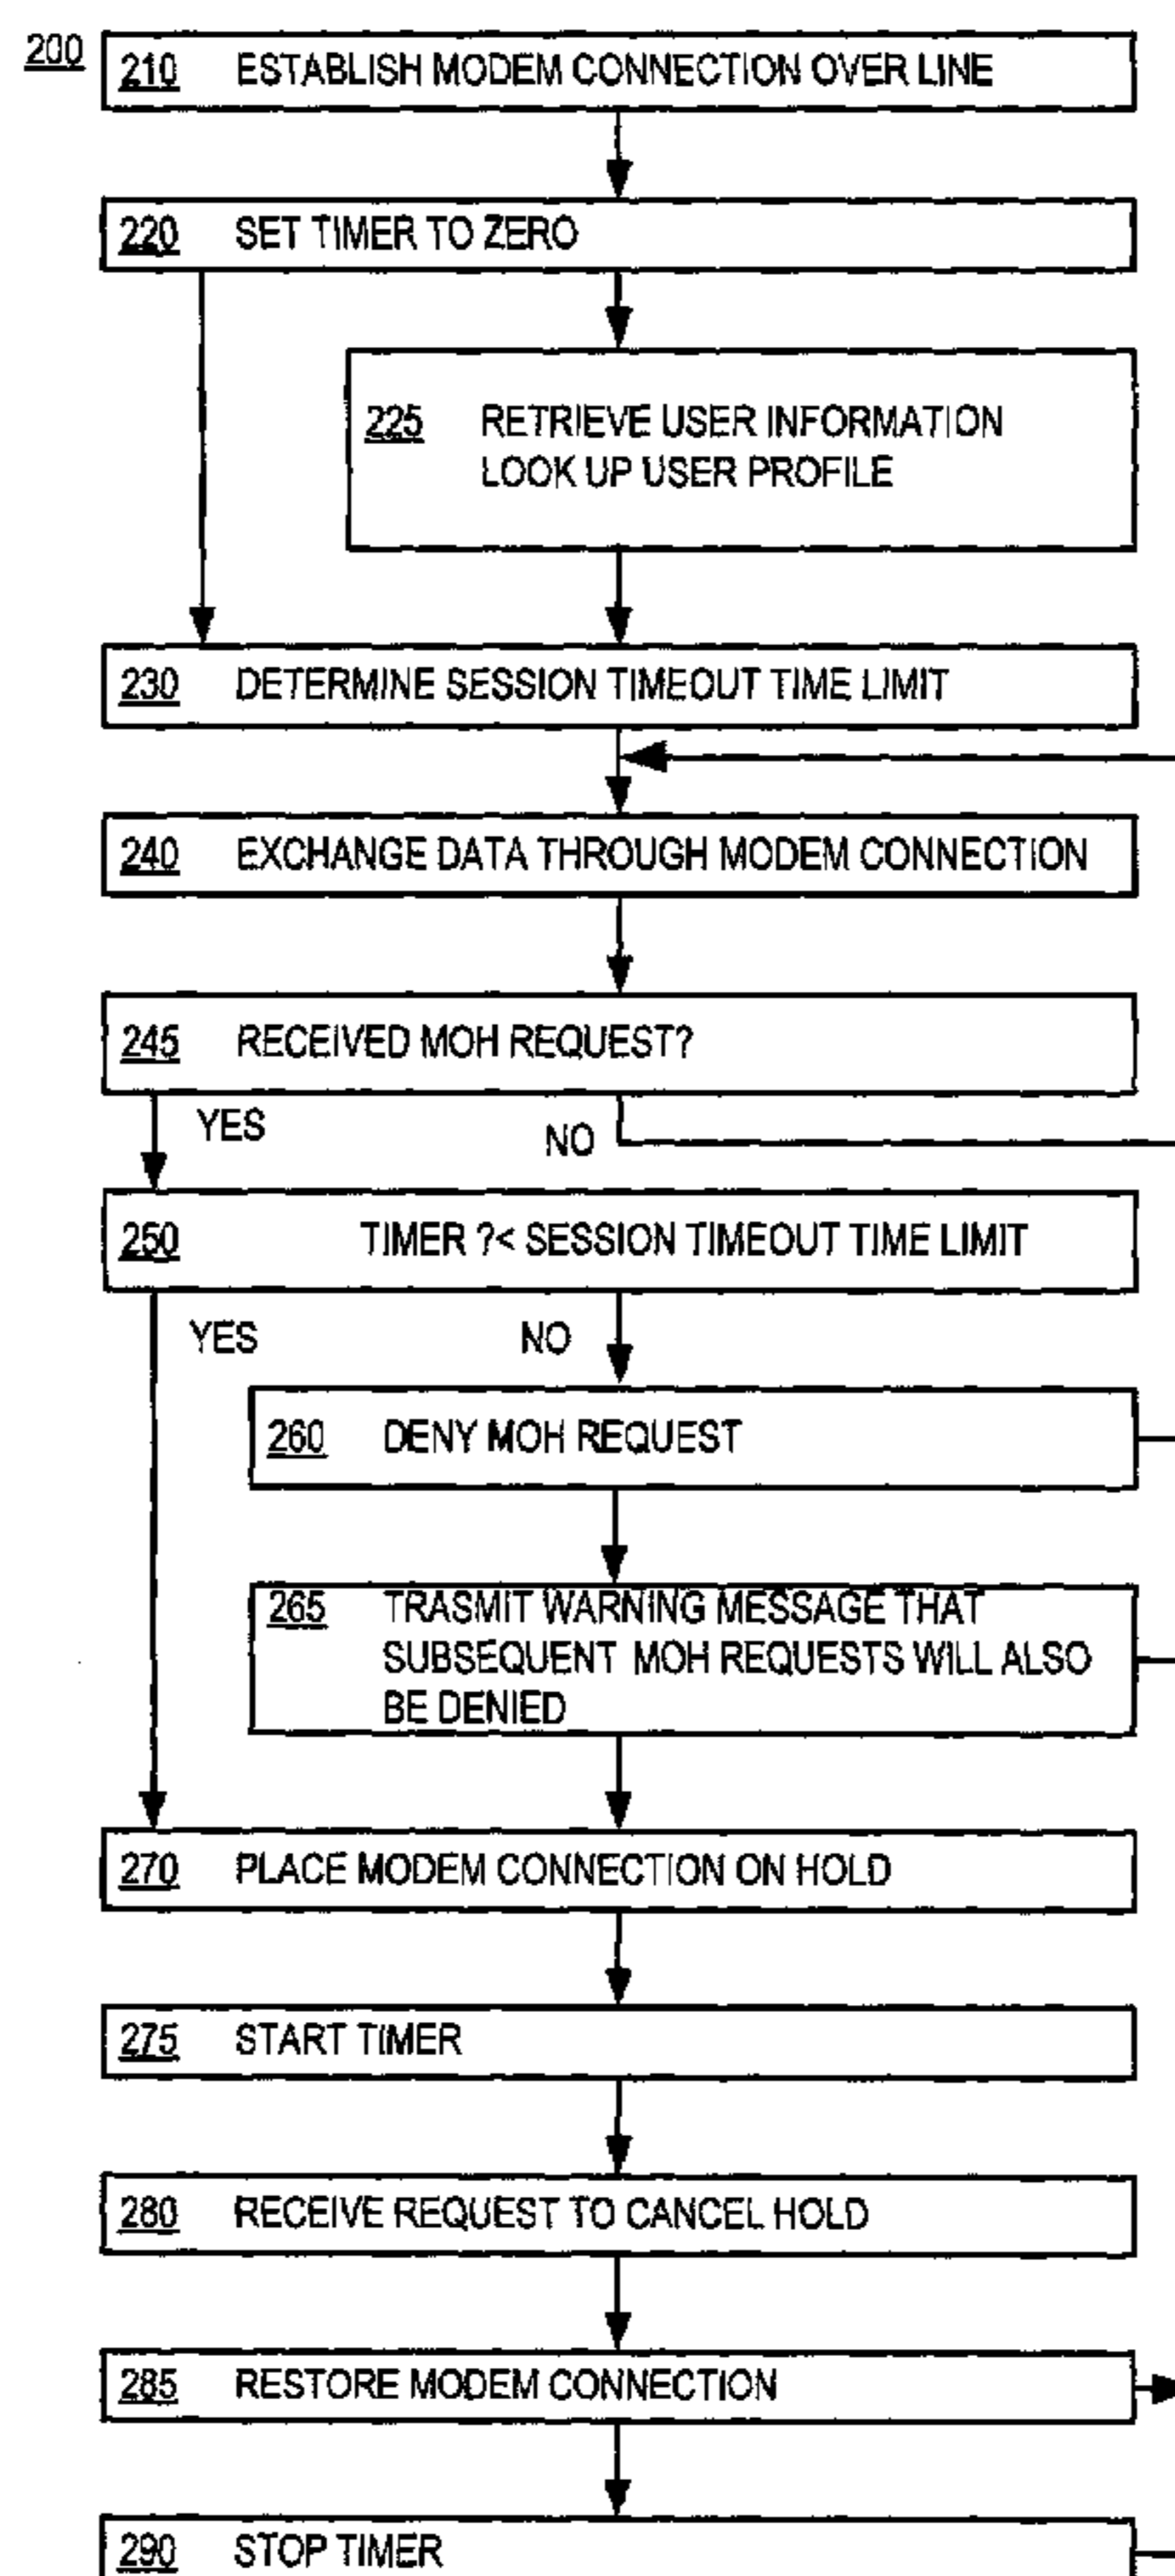 200
210 ESTABLISH MODEM CONNECTION OVER LINE
220 SET TIMER TO ZERO
225 RETRIEVE USER INFORMATION
LOOK UP USER PROFILE
230 DETERMINE SESSION TIMEOUT TIME LIMIT
240 EXCHANGE DATA THROUGH MODEM CONNECTION
245 RECEIVED MOH REQUEST?
YES
NO
250 TIMER ?< SESSION TIMEOUT TIME LIMIT
YES NO
260 DENY MOH REQUEST
265 TRASMIT WARNING MESSAGE THAT
SUBSEQUENT MOH REQUESTS WILL ALSO
BE DENIED
270 PLACE MODEM CONNECTION ON HOLD
275 START TIMER
280 RECEIVE REQUEST TO CANCEL HOLD
285 RESTORE MODEM CONNECTION
290 STOP TIMER